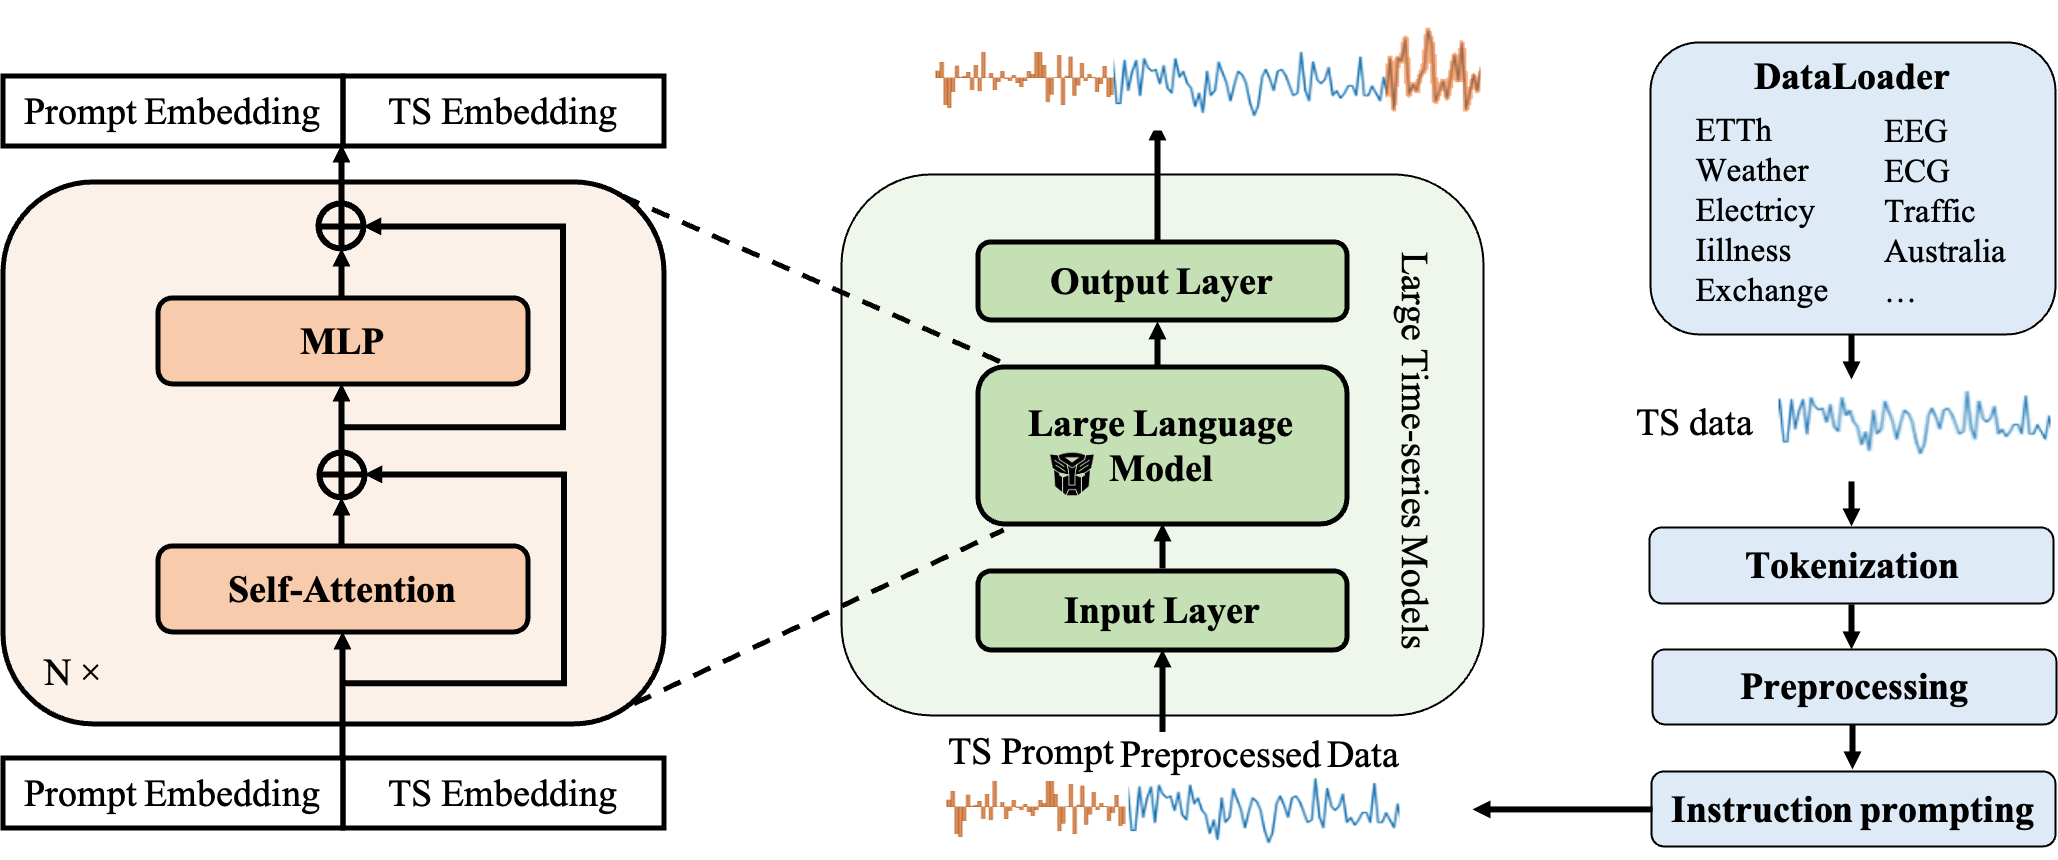 Prompt Embedding
TS Embedding
MLP
Self-Attention
N ×
Prompt Embedding
TS Embedding
Output Layer
Large Language
Model
Input Layer
Large Time-series Models
TS Prompt
Preprocessed Data
DataLoader
ETTh
EEG
Weather
ECG
Electricy
Traffic
Iillness
Australia
Exchange
…
TS data
Tokenization
Preprocessing
Instruction prompting